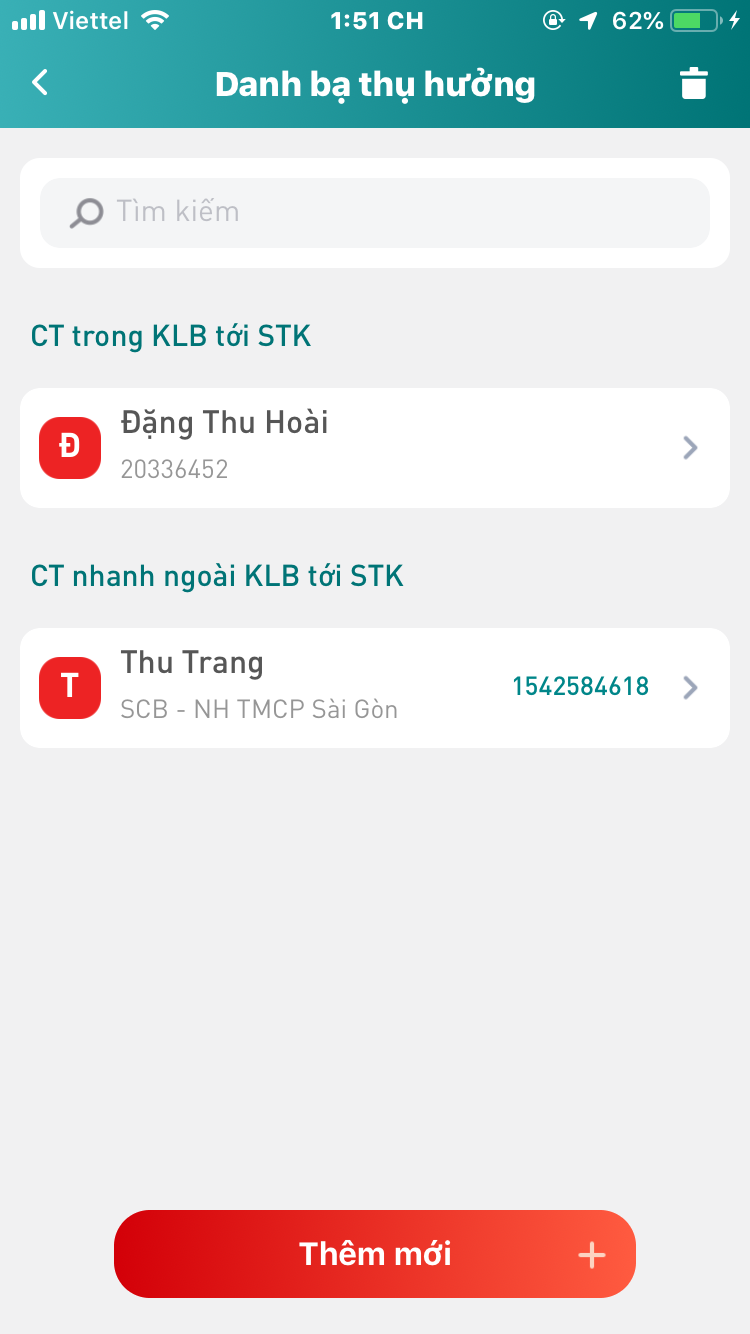 Viettel 1:51 CH 62%
Danh bạ thụ hưởng
Tìm kiếm
CT trong KLB tới STK
Đ Đặng Thu Hoài
20336452
CT nhanh ngoài KLB tới STK
T Thu Trang
SCB - NH TMCP Sài Gòn 1542584618
Thêm mới +